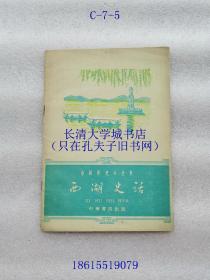 C-7-5
长清大学城书店
（只在孔夫子旧书网）
中国历史小丛书
西湖史话
XI HU SHI HUA
中华书局出版
18615519079